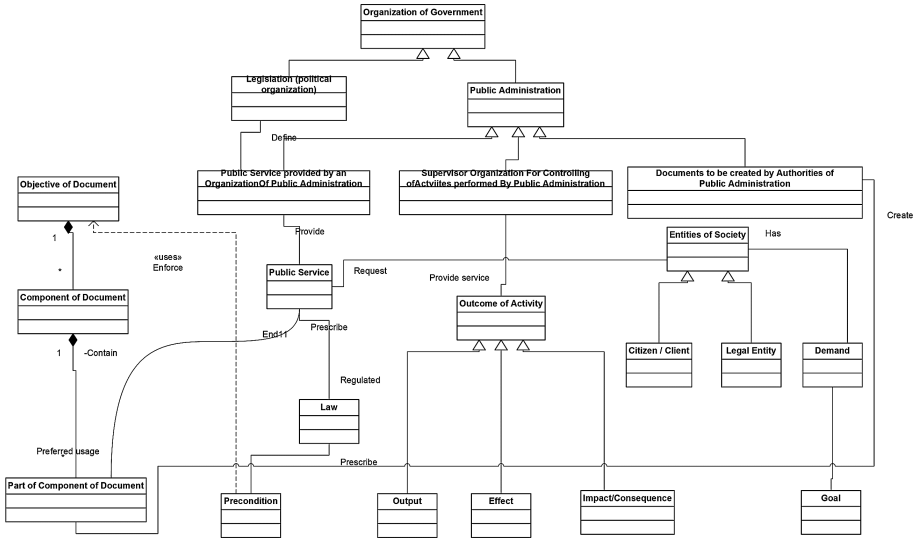 Organization of Government
Legislation (political
organization)
Public Administration
Define
Public Service provided by an
OrganizationOf Public Administration
Supervisor Organization For Controlling
ofActviites performed By Public Administration
Documents to be created by Authorities of
Public Administration
Objective of Document
Create
1
Provide
Entities of Society
Has
«uses»
Enforce
*
Public Service
Request
Provide service
Component of Document
Outcome of Activity
Prescribe
End11
1
-Contain
Citizen / Client
Legal Entity
Demand
Regulated
Law
Preferred usage
*
Prescribe
Part of Component of Document
Precondition
Output
Effect
Impact/Consequence
Goal